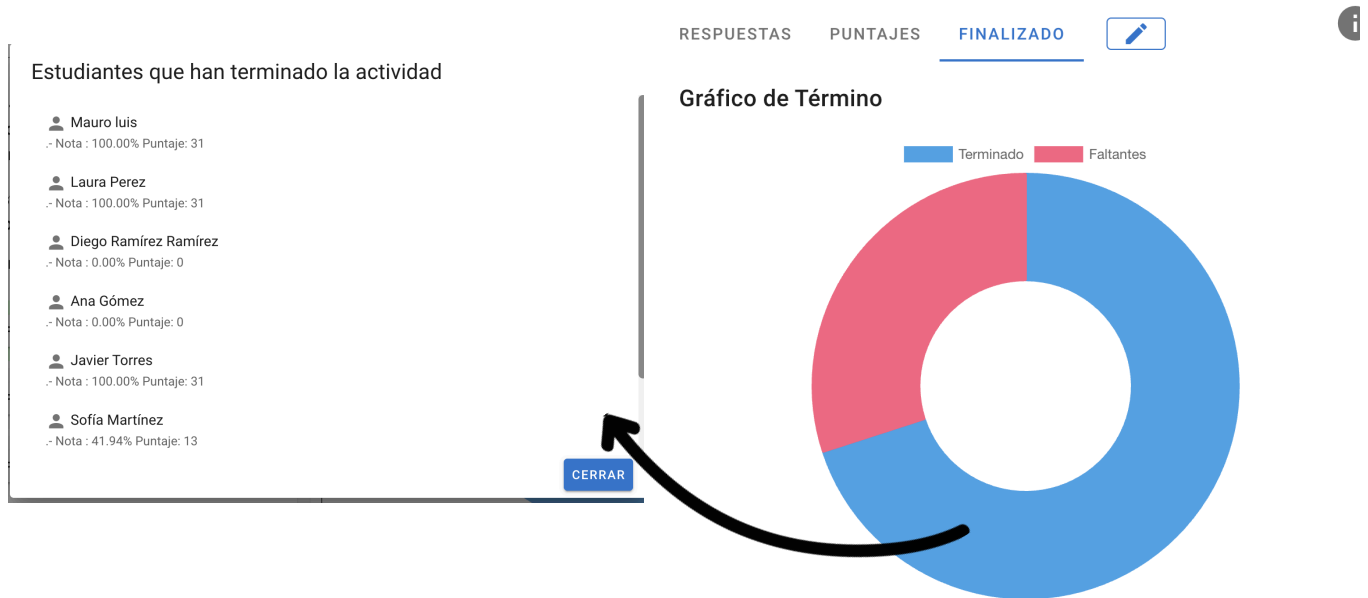 Estudiantes que han terminado la actividad
Mauro luis
.- Nota : 100.00% Puntaje: 31
Laura Perez
.- Nota : 100.00% Puntaje: 31
Diego Ramírez Ramírez
.- Nota : 0.00% Puntaje: 0
Ana Gómez
.- Nota : 0.00% Puntaje: 0
Javier Torres
.- Nota : 100.00% Puntaje: 31
Sofía Martínez
.- Nota : 41.94% Puntaje: 13
CERRAR
RESPUESTAS PUNTAJES FINALIZADO
Gráfico de Término
Terminado Faltantes